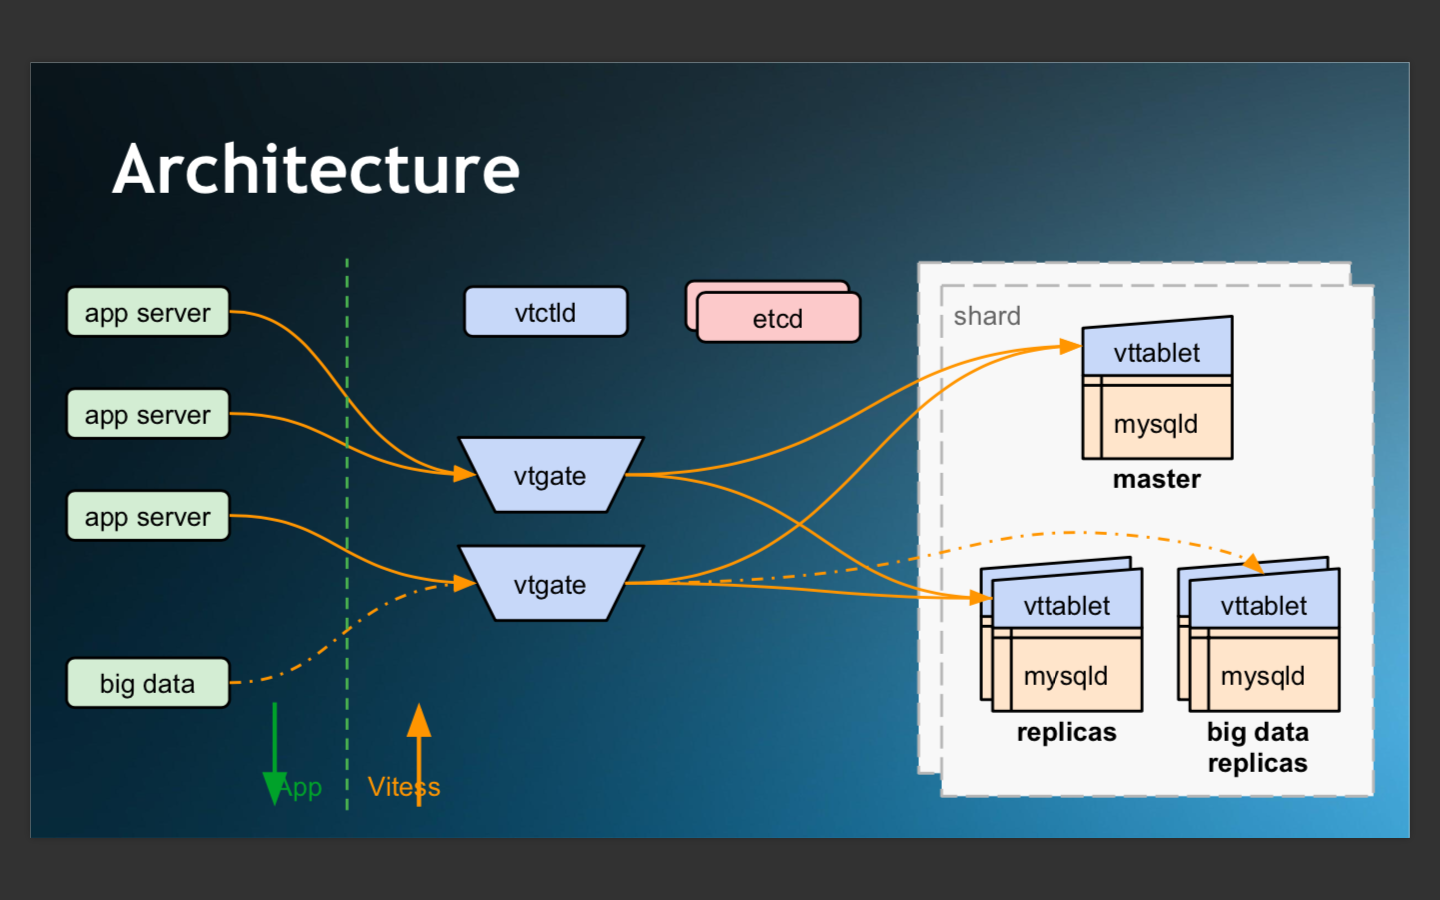 Architecture
app server
vtctld
etcd
shard
vttablet
app server
mysqld
vtgate
master
app server
vtgate
vttablet
vttablet
big data
mysqld
mysqld
replicas
big data
replicas
App
Vitess